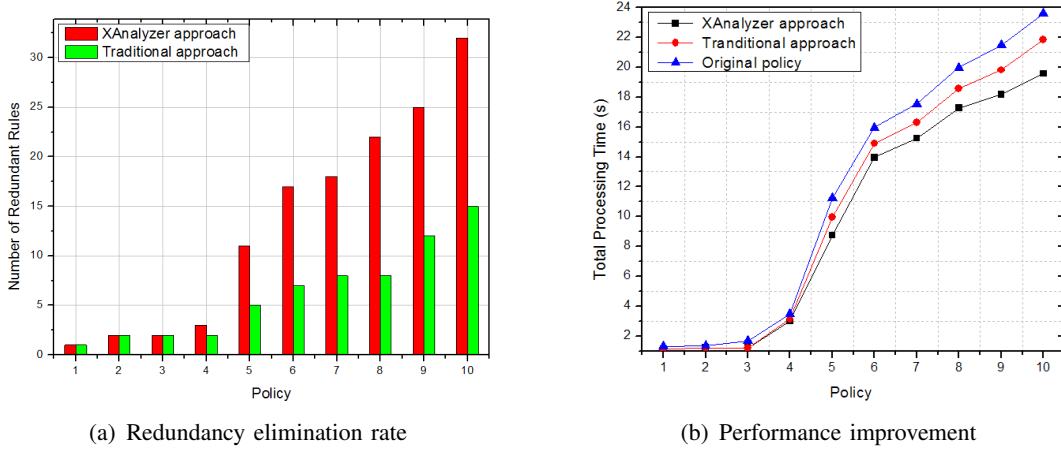 XAnalyzer approach
Traditional approach
Number of Redundant Rules
30
25
20
15
10
5
0
1 2 3 4 5 6 7 8 9 10
Policy
(a) Redundancy elimination rate
XAnalyzer approach
Tranditional approach
Original policy
Total Processing Time (s)
24
22
20
18
16
14
12
10
8
6
4
2
1 2 3 4 5 6 7 8 9 10
Policy
(b) Performance improvement